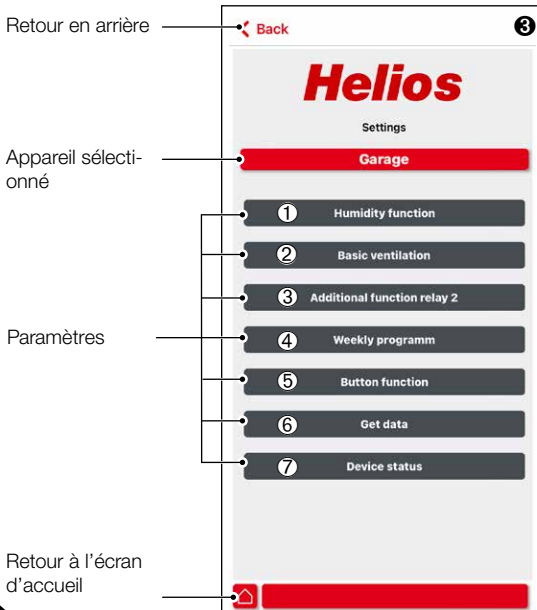 Retour en arrière
Back
❸
Helios
Settings
Appareil sélecti-
onné
Garage
① Humidity function
② Basic ventilation
③ Additional function relay 2
Paramètres
④ Weekly programm
⑤ Button function
⑥ Get data
⑦ Device status
Retour à l'écran
d'accueil